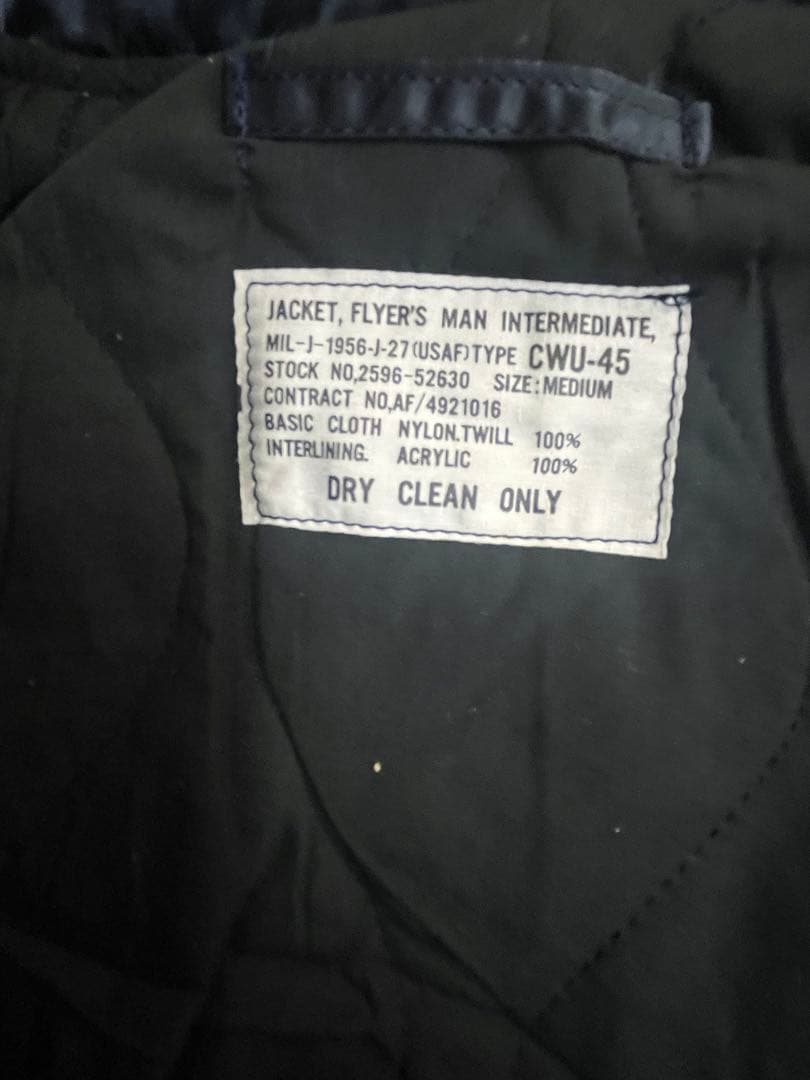 JACKET, FLYER'S MAN INTERMEDIATE,
MIL-J-1956-J-27(USAF)TYPE CWU-45
STOCK NO,2596-52630 SIZE:MEDIUM
CONTRACT NO,AF/4921016
BASIC CLOTH NYLON.TWILL 100%
INTERLINING. ACRYLIC 100%
DRY CLEAN ONLY